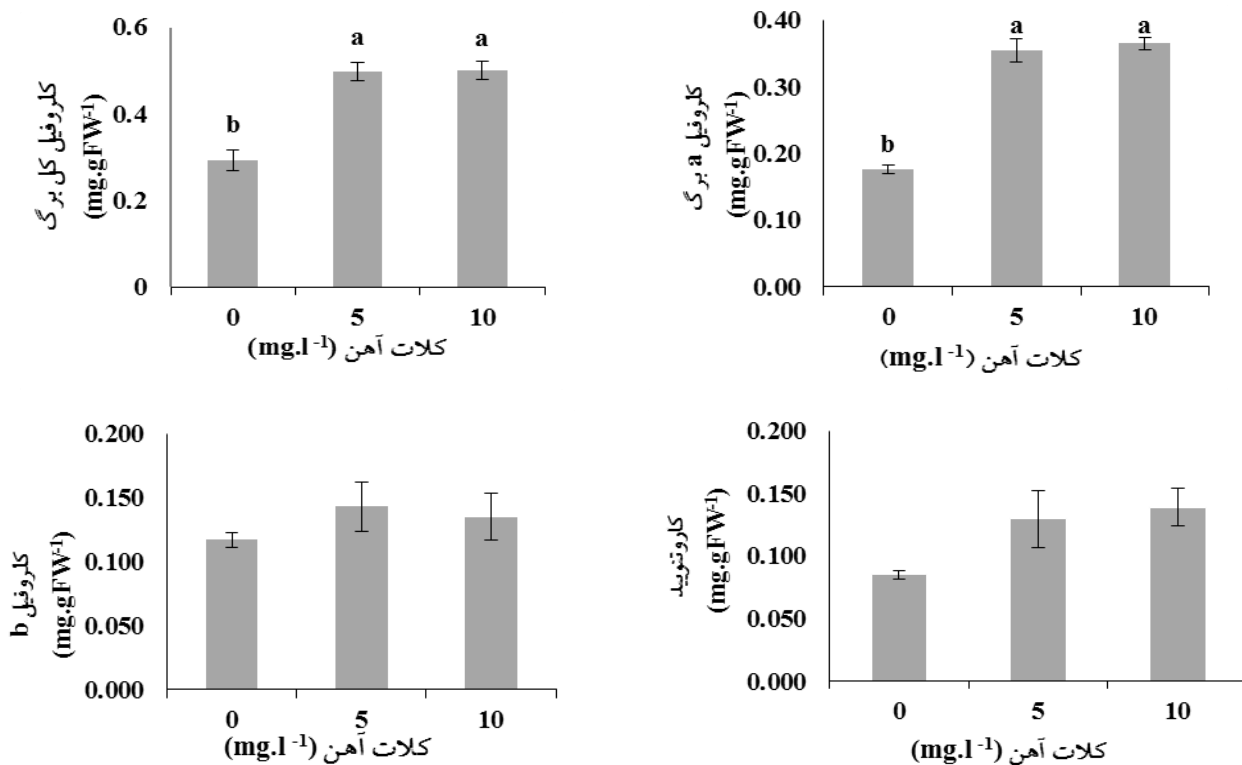 کلروفیل کل برگ
(mg.gFW-1)
0.6
0.4
0.2
0
b
a
a
0 5 10
کلات آهن (mg.l -1)
کلروفیل a برگ
(mg.gFW-1)
0.40
0.30
0.20
0.10
0.00
b
a
a
0 5 10
کلات آهن (mg.l -1)
کلروفیل b
(mg.gFW-1)
0.200
0.150
0.100
0.050
0.000
0 5 10
کلات آهن (mg.l -1)
کاروتنویید
(mg.gFW-1)
0.200
0.150
0.100
0.050
0.000
0 5 10
کلات آهن (mg.l -1)